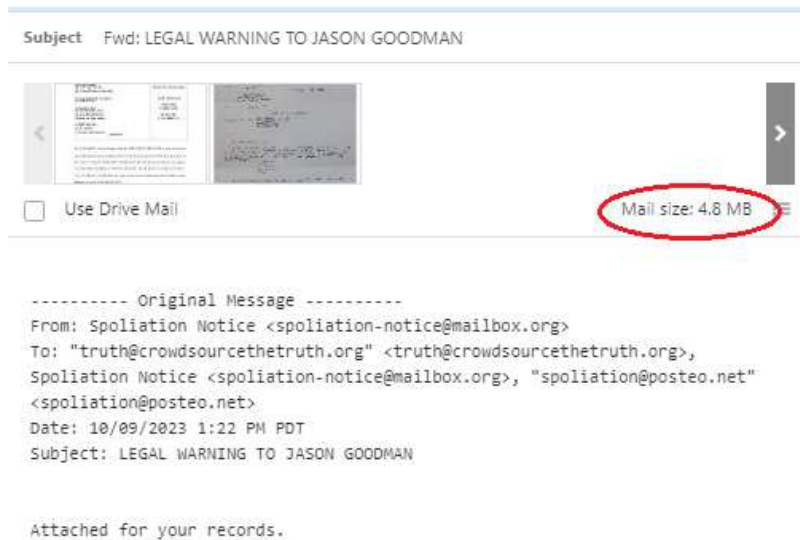 Subject Fwd: LEGAL WARNING TO JASON GOODMAN
Use Drive Mail
Mail size: 4.8 MB
---------- Original Message ----------
From: Spoliation Notice <spoliation-notice@mailbox.org>
To: "truth@crowdsourcethetruth.org" <truth@crowdsourcethetruth.org>,
Spoliation Notice <spoliation-notice@mailbox.org>, "spoliation@posteo.net"
<spoliation@posteo.net>
Date: 10/09/2023 1:22 PM PDT
Subject: LEGAL WARNING TO JASON GOODMAN
Attached for your records.